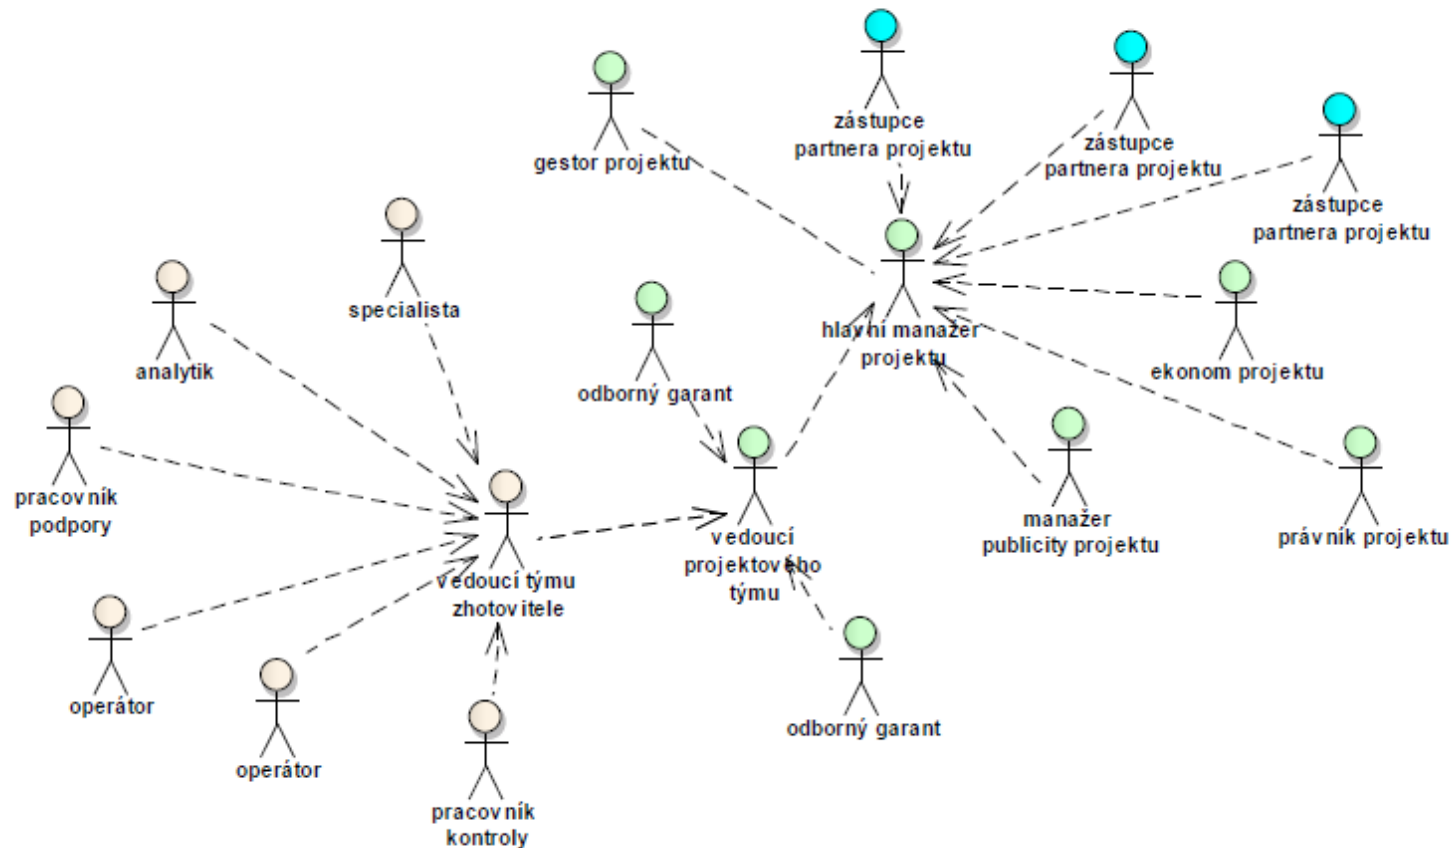 zástupce
partnera projektu
zástupce
partnera projektu
gestor projektu
zástupce
partnera projektu
specialista
hlavní manažer
projektu
analytik
ekonom projektu
odborný garant
pracovník
podpory
manažer
publicity projektu
právník projektu
vedoucí
projektového
týmu
vedoucí týmu
zhotovitele
operátor
odborný garant
operátor
pracovník
kontroly